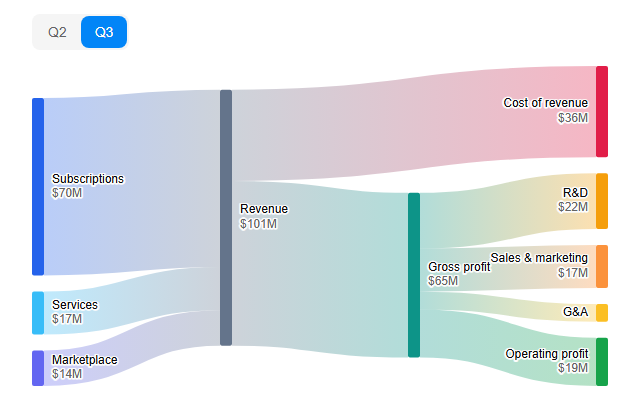 Q2 Q3
Cost of revenue
$36M
Subscriptions
$70M
R&D
$22M
Revenue
$101M
Sales & marketing
$17M
Gross profit
$65M
Services
$17M
G&A
Marketplace
$14M
Operating profit
$19M